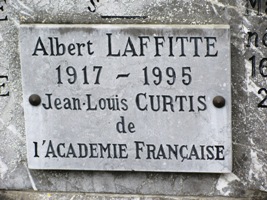 Albert LAFFITTE
1917 - 1995
Jean-Louis CURTIS
de
l'ACADEMIE FRANÇAISE